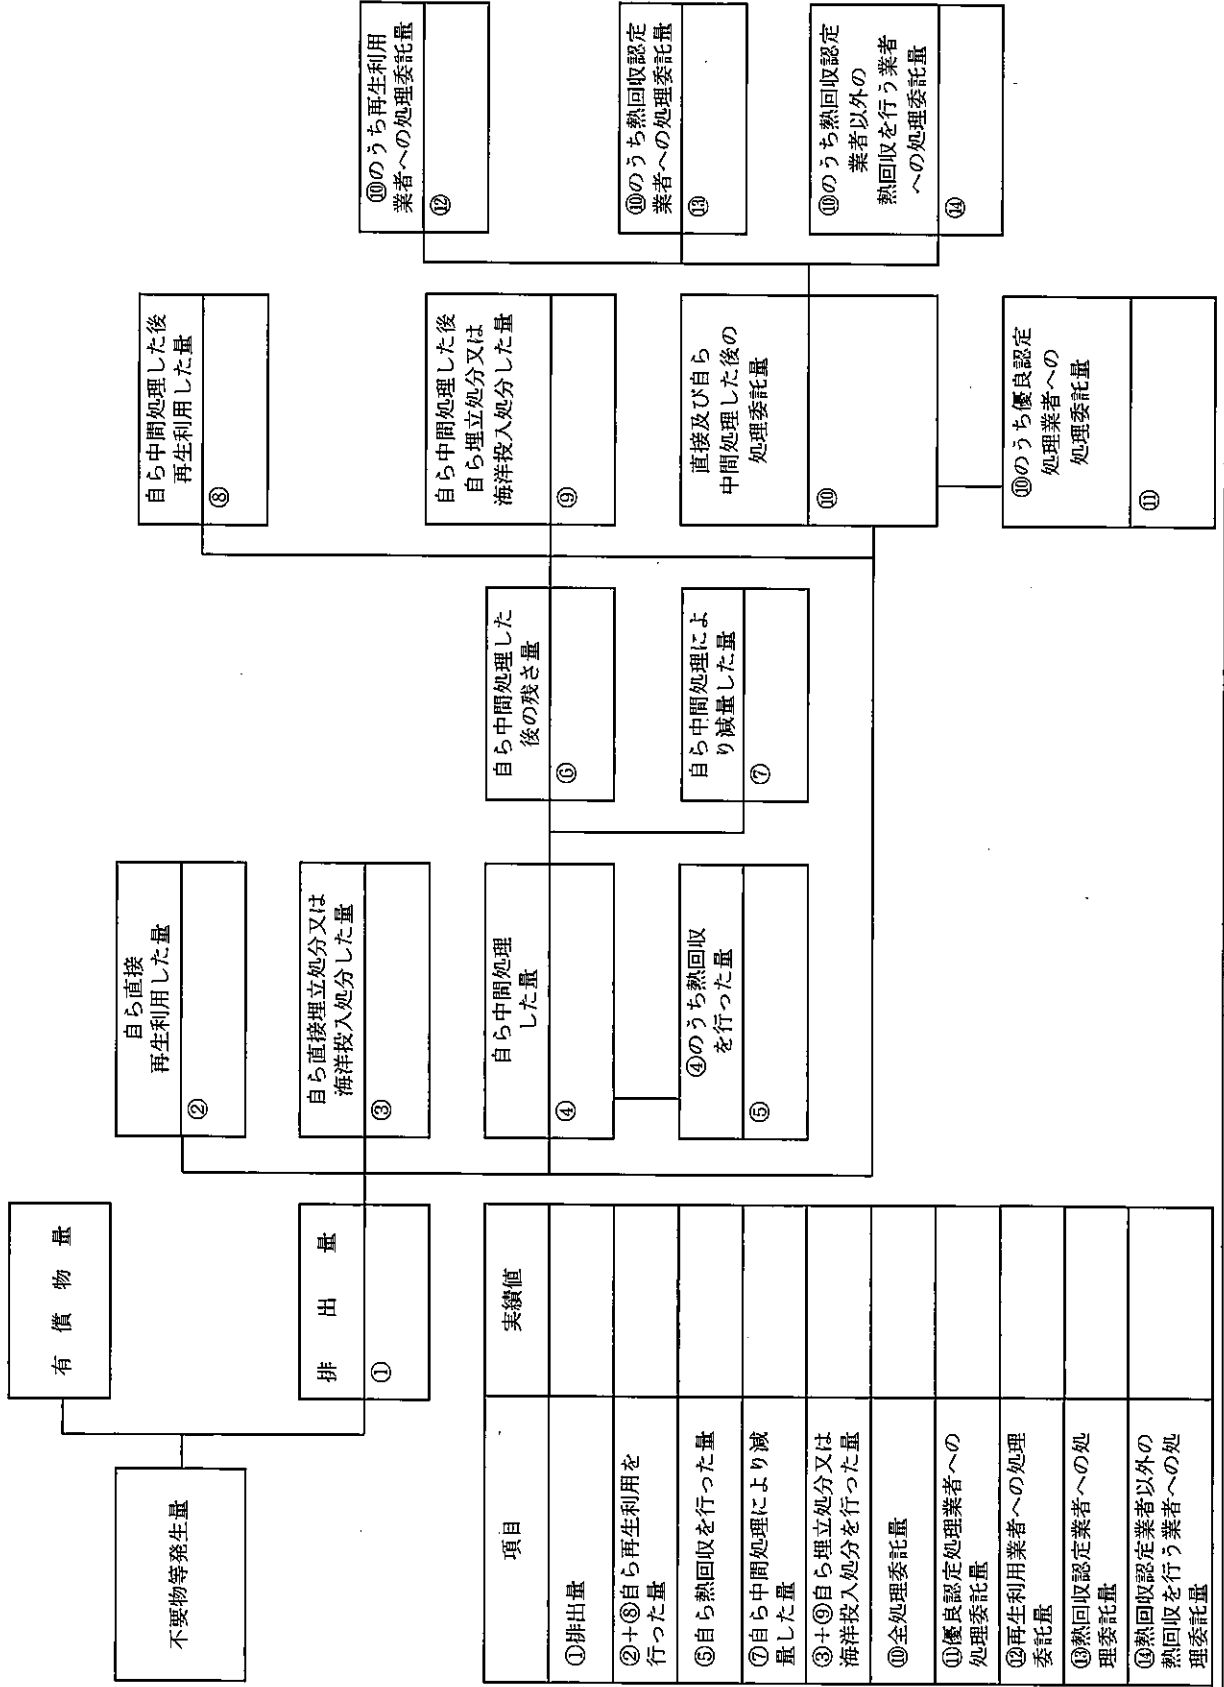 不要物等発生量
有償物量
排出量
①
自ら直接
再生利用した量
②
自ら直接埋立処分又は
海洋投入処分した量
③
自ら中間処理
した量
④
④のうち熱回収
を行った量
⑤
自ら中間処理した
後の残さ量
⑥
自ら中間処理によ
り減量した量
⑦
自ら中間処理した後
再生利用した量
⑧
自ら中間処理した後
自ら埋立処分又は
海洋投入処分した量
⑨
直接及び自ら
中間処理した後の
処理委託量
⑩
⑩のうち優良認定
処理業者への
処理委託量
⑪
⑩のうち再生利用
業者への処理委託量
⑫
⑩のうち熱回収認定
業者への処理委託量
⑬
⑩のうち熱回収認定
業者以外の
熱回収を行う業者
への処理委託量
⑭
項目
実績値
①排出量
②+⑧自ら再生利用を
行った量
⑤自ら熱回収を行った量
⑦自ら中間処理により減
量した量
③+⑨自ら埋立処分又は
海洋投入処分を行った量
⑩全処理委託量
⑪優良認定処理業者への
処理委託量
⑫再生利用業者への処理
委託量
⑬熱回収認定業者への処
理委託量
⑭熱回収認定業者以外の
熱回収を行う業者への処
理委託量